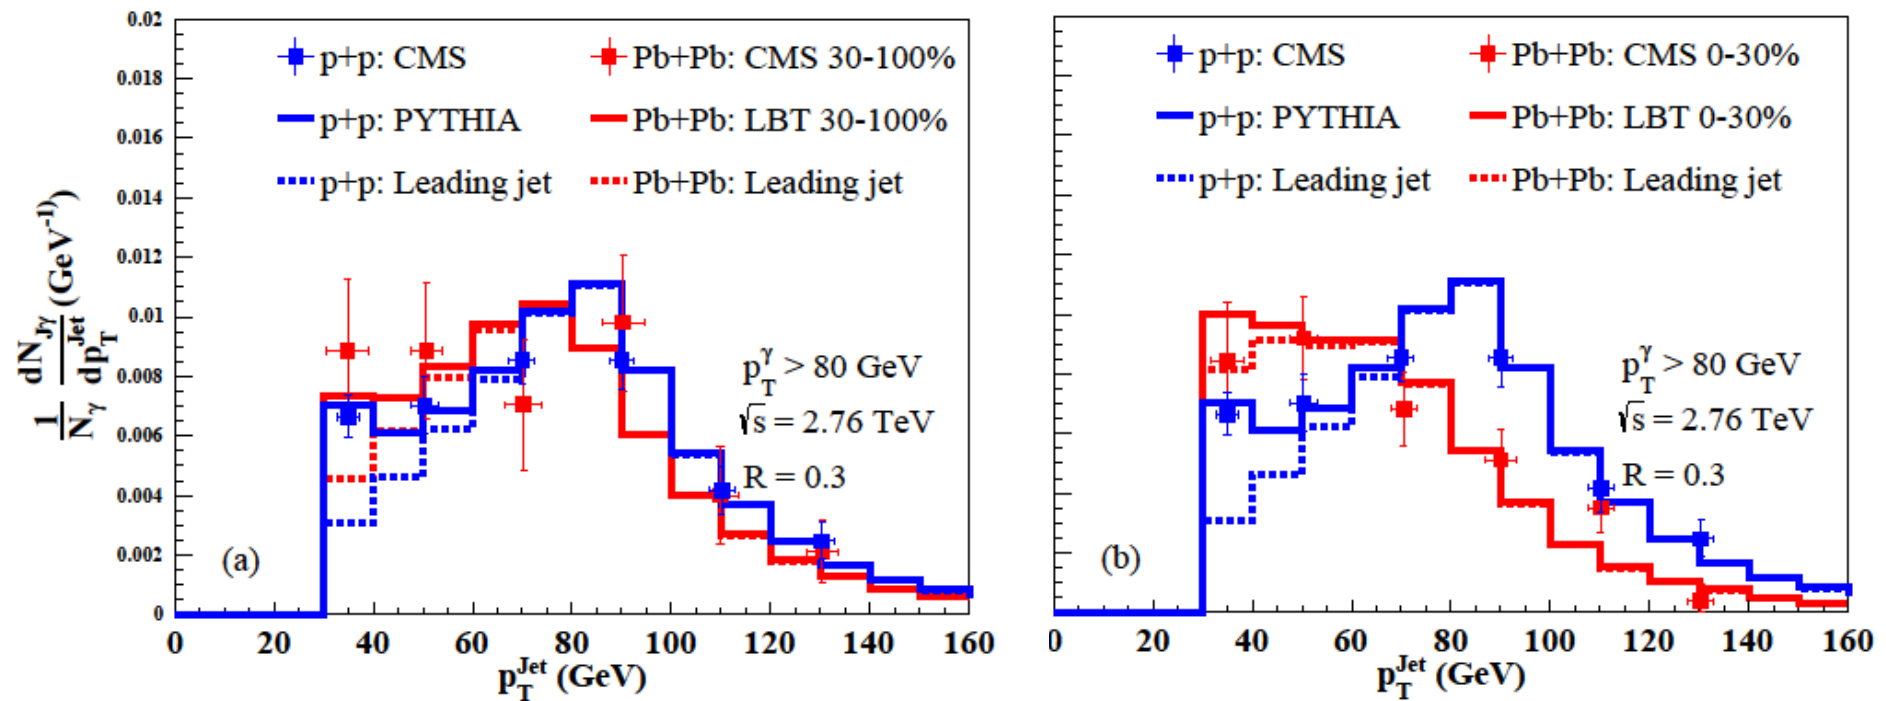 0.02
0.018
0.016
0.014
0.012
0.01
0.008
0.006
0.004
0.002
0
1/N_γ dN_Jγ/dp_T^Jet (GeV^-1))
p+p: CMS
Pb+Pb: CMS 30-100%
p+p: PYTHIA
Pb+Pb: LBT 30-100%
p+p: Leading jet
Pb+Pb: Leading jet
p_T^γ > 80 GeV
√s = 2.76 TeV
R = 0.3
(a)
0 20 40 60 80 100 120 140 160
p_T^Jet (GeV)
p+p: CMS
Pb+Pb: CMS 0-30%
p+p: PYTHIA
Pb+Pb: LBT 0-30%
p+p: Leading jet
Pb+Pb: Leading jet
p_T^γ > 80 GeV
√s = 2.76 TeV
R = 0.3
(b)
0 20 40 60 80 100 120 140 160
p_T^Jet (GeV)